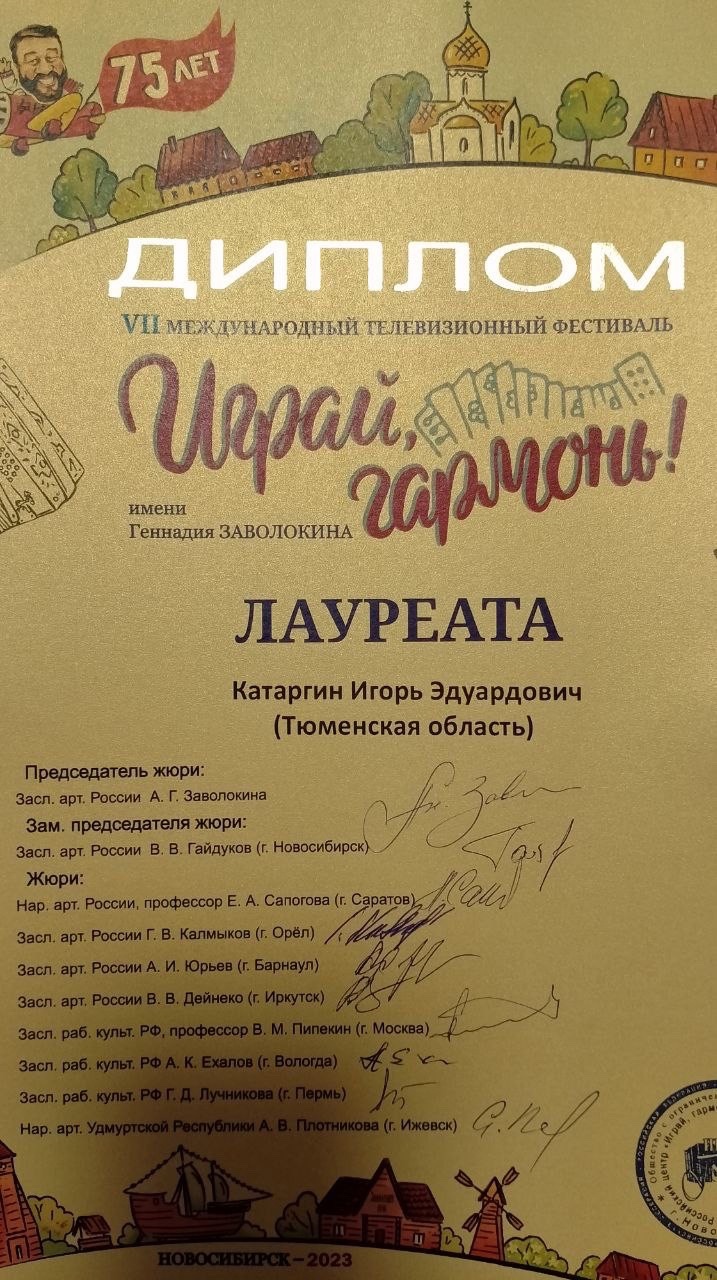 75 ЛЕТ
ДИПЛОМ
VII МЕЖДУНАРОДНЫЙ ТЕЛЕВИЗИОННЫЙ ФЕСТИВАЛЬ
Играй,
гармонь!
имени
Геннадия ЗАВОЛОКИНА
ЛАУРЕАТА
Катаргин Игорь Эдуардович
(Тюменская область)
Председатель жюри:
Засл. арт. России А. Г. Заволокина
Зам. председателя жюри:
Засл. арт. России В. В. Гайдуков (г. Новосибирск)
Жюри:
Нар. арт. России, профессор Е. А. Сапогова (г. Саратов)
Засл. арт. России Г. В. Калмыков (г. Орёл)
Засл. арт. России А. И. Юрьев (г. Барнаул)
Засл. арт. России В. В. Дейнеко (г. Иркутск)
Засл. раб. культ. РФ, профессор В. М. Пипекин (г. Москва)
Засл. раб. культ. РФ А. К. Ехалов (г. Вологда)
Засл. раб. культ. РФ Г. Д. Лучникова (г. Пермь)
Нар. арт. Удмуртской Республики А. В. Плотникова (г. Ижевск)
НОВОСИБИРСК – 2023